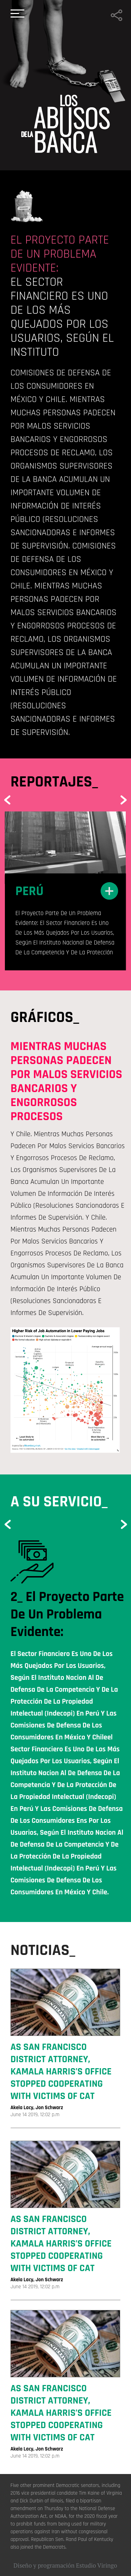 LOS
ABUSOS
DE LA
BANCA
EL PROYECTO PARTE
DE UN PROBLEMA
EVIDENTE:
EL SECTOR
FINANCIERO ES UNO
DE LOS MÁS
QUEJADOS POR LOS
USUARIOS, SEGÚN EL
INSTITUTO
COMISIONES DE DEFENSA DE
LOS CONSUMIDORES EN
MÉXICO Y CHILE. MIENTRAS
MUCHAS PERSONAS PADECEN
POR MALOS SERVICIOS
BANCARIOS Y ENGORROSOS
PROCESOS DE RECLAMO, LOS
ORGANISMOS SUPERVISORES
DE LA BANCA ACUMULAN UN
IMPORTANTE VOLUMEN DE
INFORMACIÓN DE INTERÉS
PÚBLICO (RESOLUCIONES
SANCIONADORAS E INFORMES
DE SUPERVISIÓN. COMISIONES
DE DEFENSA DE LOS
CONSUMIDORES EN MÉXICO Y
CHILE. MIENTRAS MUCHAS
PERSONAS PADECEN POR
MALOS SERVICIOS BANCARIOS
Y ENGORROSOS PROCESOS DE
RECLAMO, LOS ORGANISMOS
SUPERVISORES DE LA BANCA
ACUMULAN UN IMPORTANTE
VOLUMEN DE INFORMACIÓN DE
INTERÉS PÚBLICO
(RESOLUCIONES
SANCIONADORAS E INFORMES
DE SUPERVISIÓN.
REPORTAJES_
PERÚ
El Proyecto Parte De Un Problema
Evidente: El Sector Financiero Es Uno
De Los Más Quejados Por Los Usuarios,
Según El Instituto Nacional De Defensa
De La Competencia Y De La Protección
GRÁFICOS_
MIENTRAS MUCHAS
PERSONAS PADECEN
POR MALOS SERVICIOS
BANCARIOS Y
ENGORROSOS
PROCESOS
Y Chile. Mientras Muchas Personas
Padecen Por Malos Servicios Bancarios
Y Engorrosos Procesos De Reclamo,
Los Organismos Supervisores De La
Banca Acumulan Un Importante
Volumen De Información De Interés
Público (Resoluciones Sancionadoras E
Informes De Supervisión. Y Chile.
Mientras Muchas Personas Padecen
Por Malos Servicios Bancarios Y
Engorrosos Procesos De Reclamo, Los
Organismos Supervisores De La Banca
Acumulan Un Importante Volumen De
Información De Interés Público
(Resoluciones Sancionadoras E
Informes De Supervisión.
Higher Risk of Job Automation in Lower Paying Jobs
A SU SERVICIO_
2_ El Proyecto Parte
De Un Problema
Evidente:
El Sector Financiero Es Uno De Los
Más Quejados Por Los Usuarios,
Según El Instituto Nacion Al De
Defensa De La Competencia Y De La
Protección De La Propiedad
Intelectual (Indecopi) En Perú Y Las
Comisiones De Defensa De Los
Consumidores En México Y Chileel
Sector Financiero Es Uno De Los Más
Quejados Por Los Usuarios, Según El
Instituto Nacion Al De Defensa De La
Competencia Y De La Protección De
La Propiedad Intelectual (Indecopi)
En Perú Y Las Comisiones De Defensa
De Los Consumidores Ens Por Los
Usuarios, Según El Instituto Nacion Al
De Defensa De La Competencia Y De
La Protección De La Propiedad
Intelectual (Indecopi) En Perú Y Las
Comisiones De Defensa De Los
Consumidores En México Y Chile.
NOTICIAS_
AS SAN FRANCISCO
DISTRICT ATTORNEY,
KAMALA HARRIS'S OFFICE
STOPPED COOPERATING
WITH VICTIMS OF CAT
Akela Lacy, Jon Schwarz
June 14 2019, 12:02 p.m
AS SAN FRANCISCO
DISTRICT ATTORNEY,
KAMALA HARRIS'S OFFICE
STOPPED COOPERATING
WITH VICTIMS OF CAT
Akela Lacy, Jon Schwarz
June 14 2019, 12:02 p.m
AS SAN FRANCISCO
DISTRICT ATTORNEY,
KAMALA HARRIS'S OFFICE
STOPPED COOPERATING
WITH VICTIMS OF CAT
Akela Lacy, Jon Schwarz
June 14 2019, 12:02 p.m
Five other prominent Democratic senators, including
2016 vice presidential candidate Tim Kaine of Virginia
and Dick Durbin of Illinois, filed a bipartisan
amendment on Thursday to the National Defense
Authorization Act, or NDAA, for the 2020 fiscal year
to prohibit funds from being used for military
operations against Iran without congressional
approval. Republican Sen. Rand Paul of Kentucky
also joined the Democrats.
Diseño y programación Estudio Vértigo